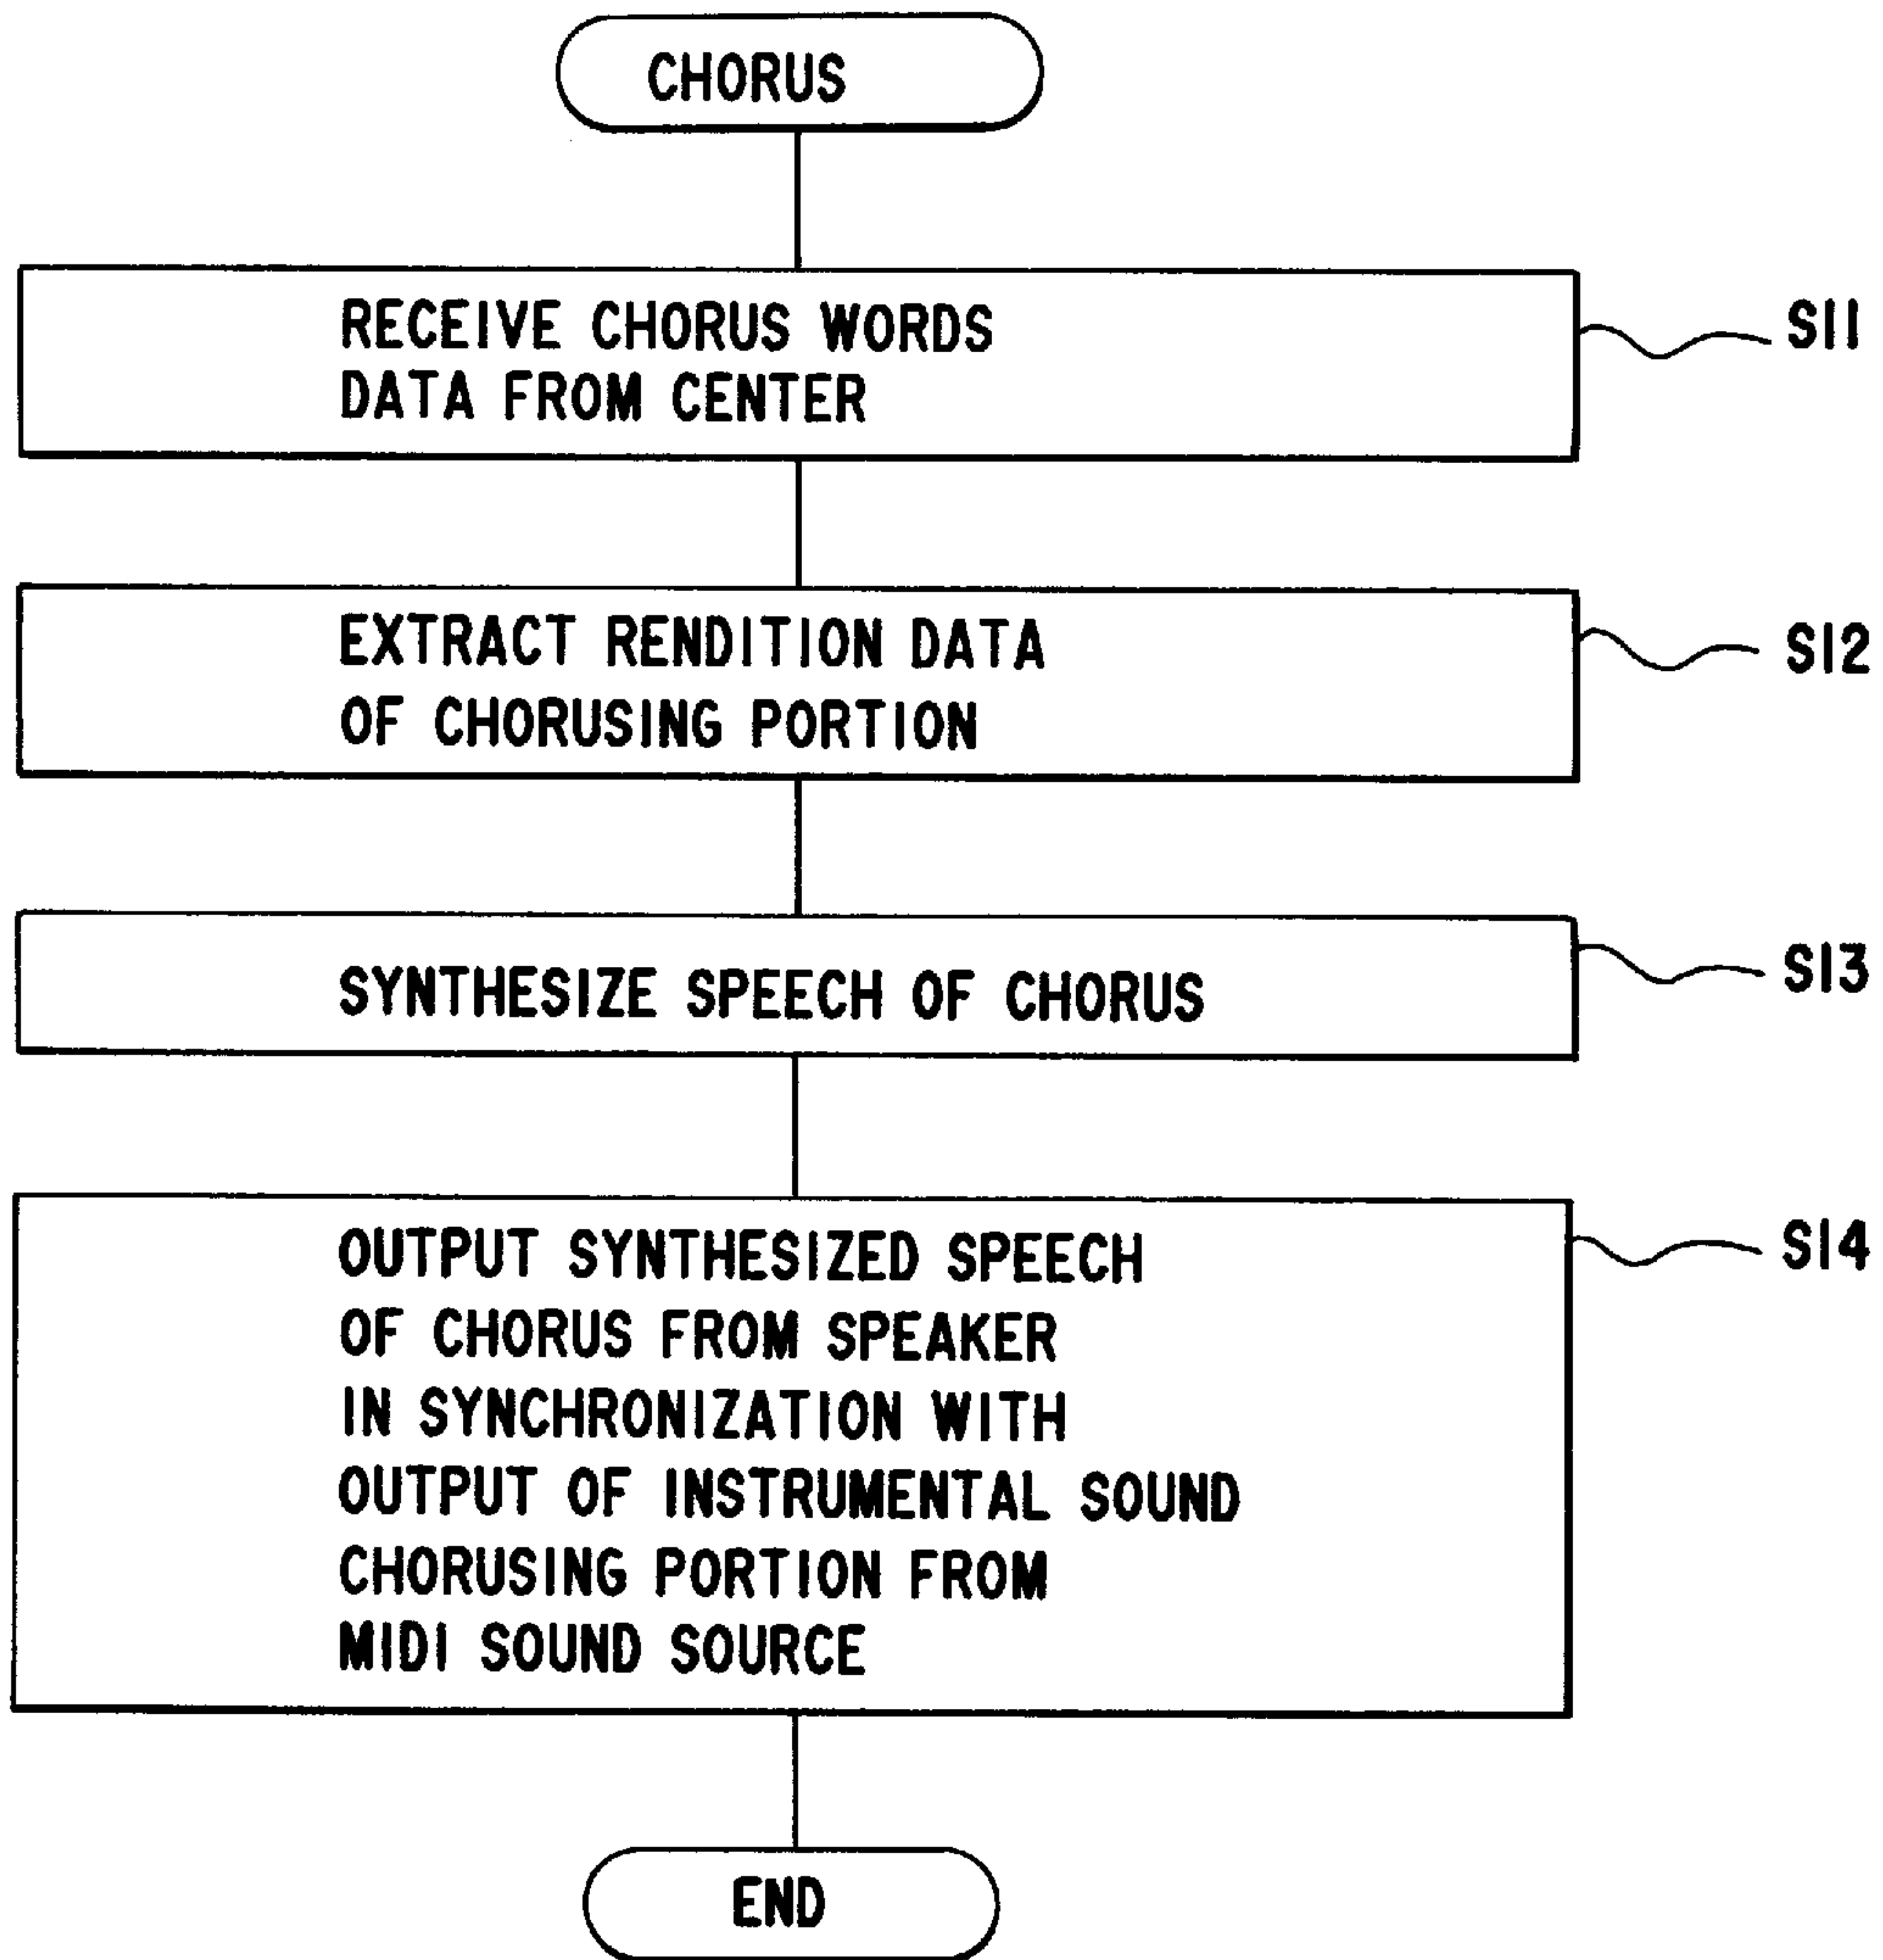 CHORUS
RECEIVE CHORUS WORDS
DATA FROM CENTER
S11
EXTRACT RENDITION DATA
OF CHORUSING PORTION
S12
SYNTHESIZE SPEECH OF CHORUS
S13
OUTPUT SYNTHESIZED SPEECH
OF CHORUS FROM SPEAKER
IN SYNCHRONIZATION WITH
OUTPUT OF INSTRUMENTAL SOUND
CHORUSING PORTION FROM
MIDI SOUND SOURCE
S14
END